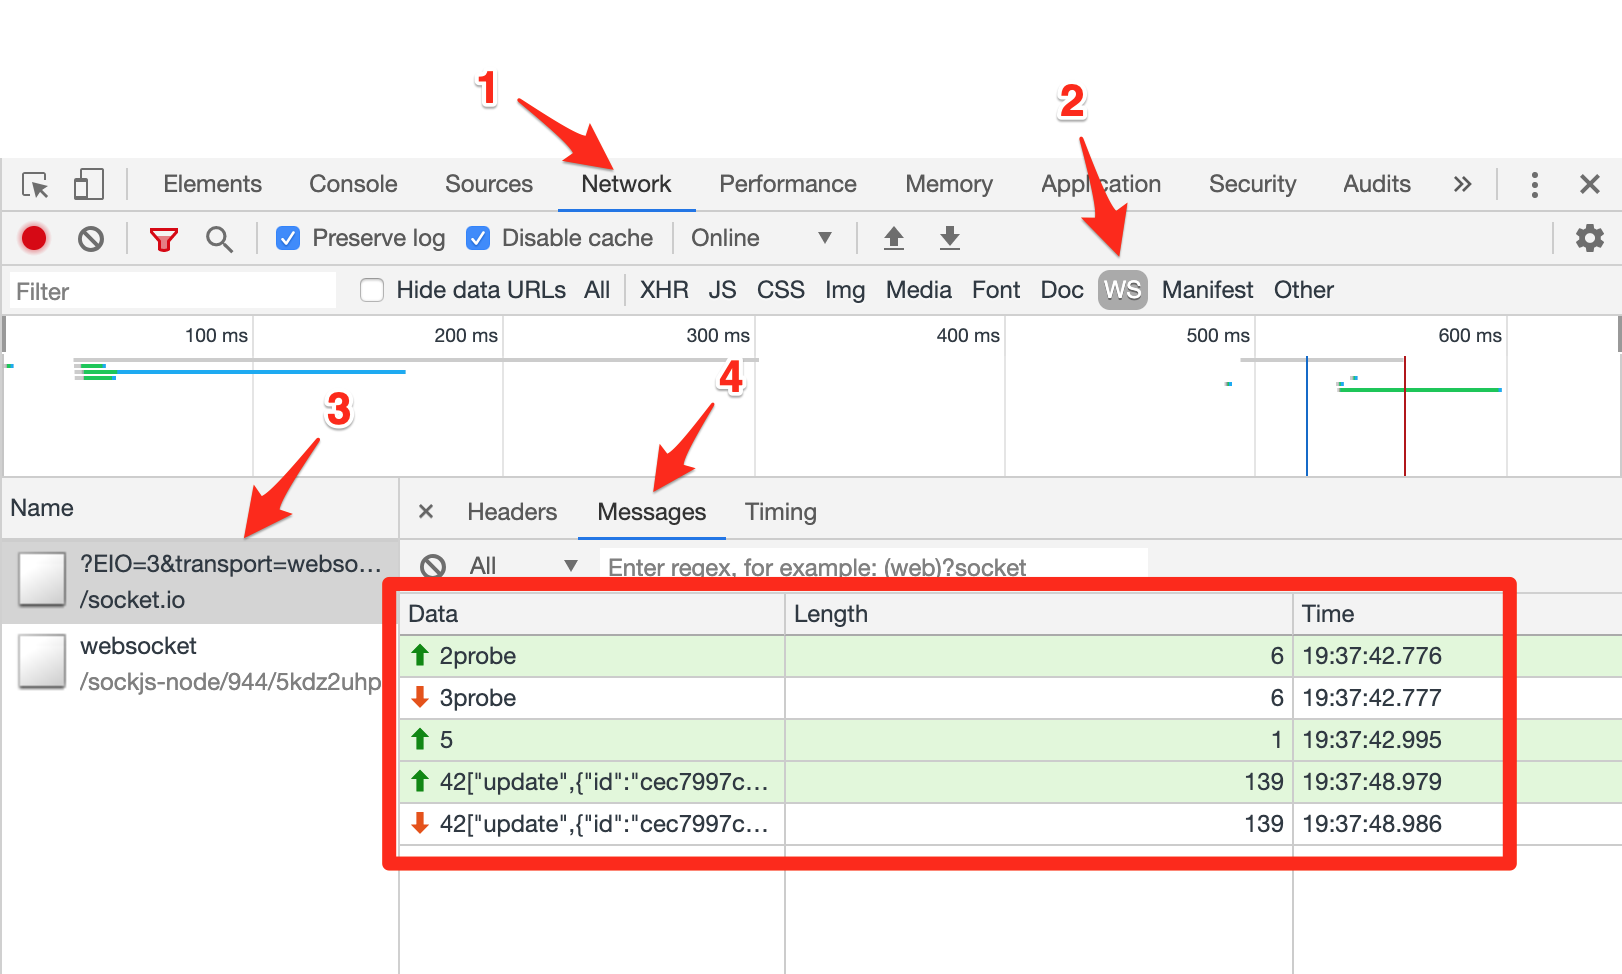 1
2
Elements Console Sources Network Performance Memory Application Security Audits »
Preserve log Disable cache Online
Filter Hide data URLs All XHR JS CSS Img Media Font Doc WS Manifest Other
100 ms 200 ms 300 ms 400 ms 500 ms 600 ms
3
4
Name × Headers Messages Timing
?EIO=3&transport=webso…
/socket.io
websocket
/sockjs-node/944/5kdz2uhp
All Enter regex, for example: (web)?socket
Data Length Time
2probe 6 19:37:42.776
3probe 6 19:37:42.777
5 1 19:37:42.995
42["update",{"id":"cec7997c… 139 19:37:48.979
42["update",{"id":"cec7997c… 139 19:37:48.986